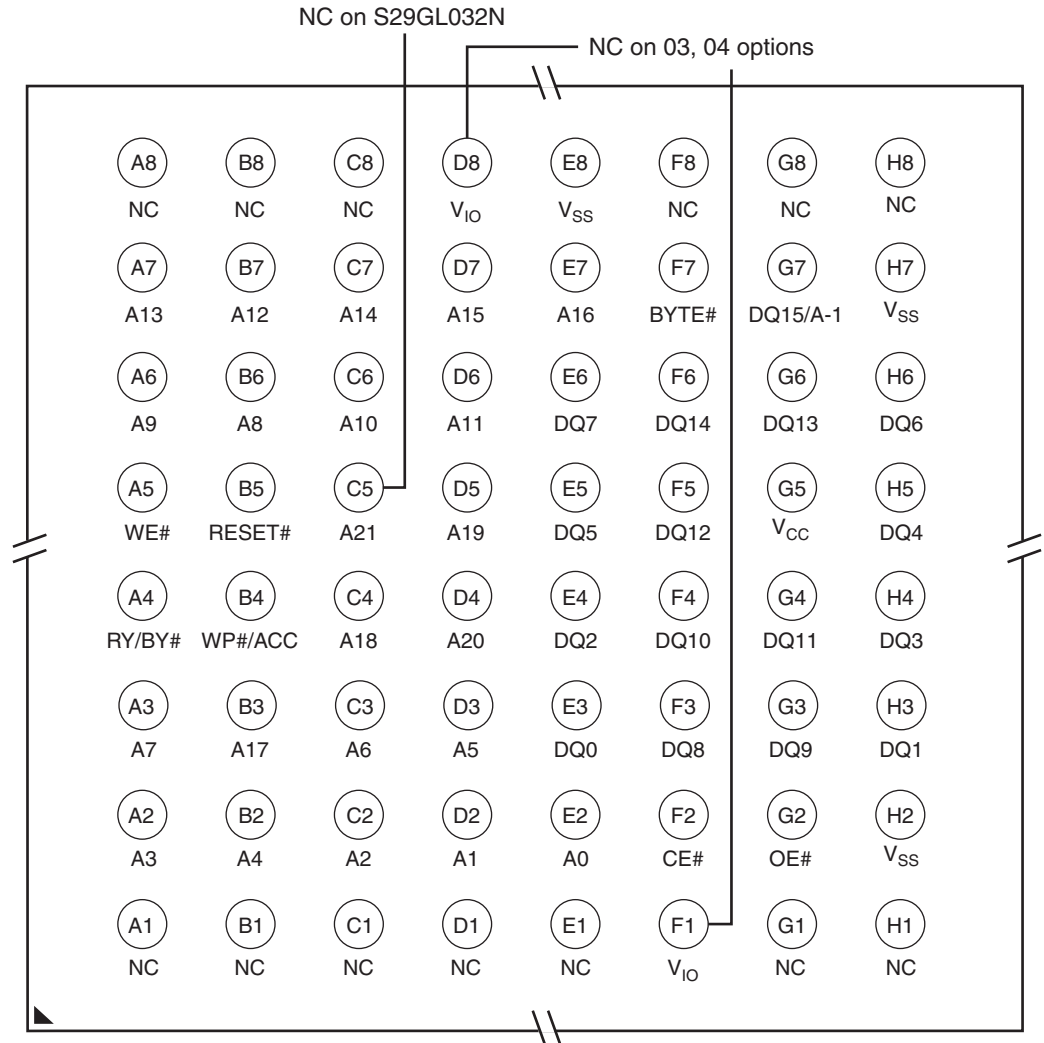 NC on S29GL032N
NC on 03, 04 options
A8 B8 C8 D8 E8 F8 G8 H8
NC NC NC VIO VSS NC NC NC
A7 B7 C7 D7 E7 F7 G7 H7
A13 A12 A14 A15 A16 BYTE# DQ15/A-1 VSS
A6 B6 C6 D6 E6 F6 G6 H6
A9 A8 A10 A11 DQ7 DQ14 DQ13 DQ6
A5 B5 C5 D5 E5 F5 G5 H5
WE# RESET# A21 A19 DQ5 DQ12 VCC DQ4
A4 B4 C4 D4 E4 F4 G4 H4
RY/BY# WP#/ACC A18 A20 DQ2 DQ10 DQ11 DQ3
A3 B3 C3 D3 E3 F3 G3 H3
A7 A17 A6 A5 DQ0 DQ8 DQ9 DQ1
A2 B2 C2 D2 E2 F2 G2 H2
A3 A4 A2 A1 A0 CE# OE# VSS
A1 B1 C1 D1 E1 F1 G1 H1
NC NC NC NC NC VIO NC NC